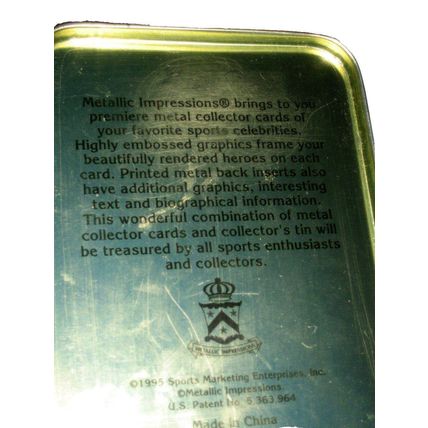 Metallic Impressions® brings to you
premiere metal collector cards of
your favorite sports celebrities.
Highly embossed graphics frame your
beautifully rendered heroes on each
card. Printed metal back inserts also
have additional graphics, interesting
text and biographical information.
This wonderful combination of metal
collector cards and collector's tin will
be treasured by all sports enthusiasts
and collectors.
METALLIC IMPRESSIONS
©1995 Sports Marketing Enterprises, Inc.
©Metallic Impressions.
U.S. Patent No. 5,363,964
Made in China